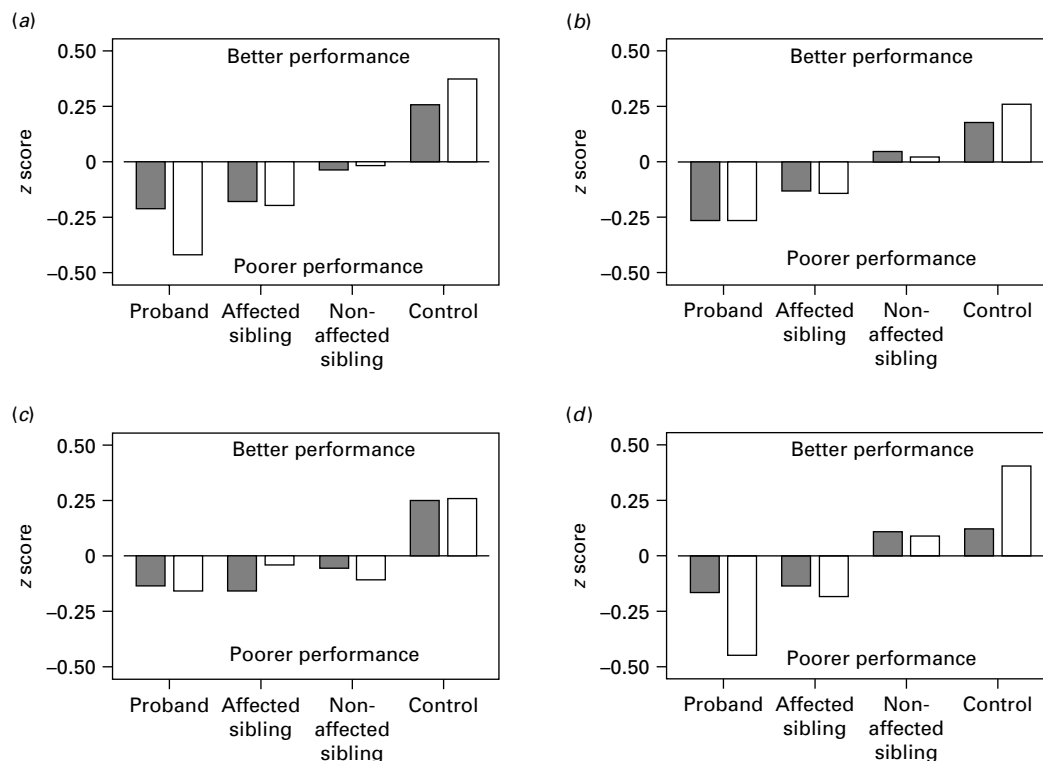 (a)
0.50
Better performance
0.25
0
z score
−0.25
Poorer performance
−0.50
Proband
Affected
sibling
Non-
affected
sibling
Control
(b)
0.50
Better performance
0.25
0
z score
−0.25
Poorer performance
−0.50
Proband
Affected
sibling
Non-
affected
sibling
Control
(c)
0.50
Better performance
0.25
0
z score
−0.25
Poorer performance
−0.50
Proband
Affected
sibling
Non-
affected
sibling
Control
(d)
0.50
Better performance
0.25
0
z score
−0.25
Poorer performance
−0.50
Proband
Affected
sibling
Non-
affected
sibling
Control